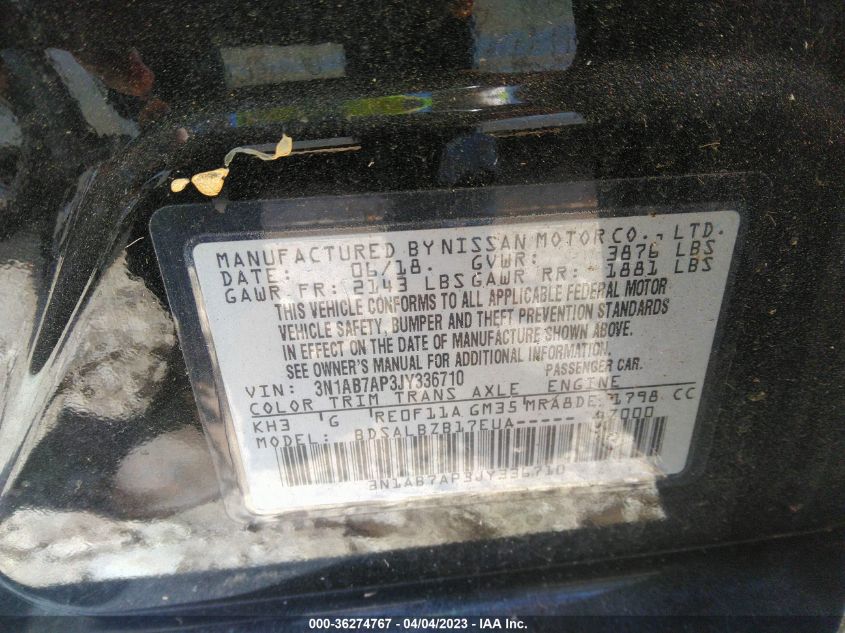 MANUFACTURED BY NISSAN MOTOR CO., LTD.
DATE: 06/18. GVWR: 3876 LBS
GAWR FR: 2143 LBS GAWR RR: 1881 LBS
THIS VEHICLE CONFORMS TO ALL APPLICABLE FEDERAL MOTOR
VEHICLE SAFETY, BUMPER AND THEFT PREVENTION STANDARDS
IN EFFECT ON THE DATE OF MANUFACTURE SHOWN ABOVE.
SEE OWNER'S MANUAL FOR ADDITIONAL INFORMATION.
VIN: 3N1AB7AP3JY336710 PASSENGER CAR.
COLOR TRIM TRANS AXLE ENGINE
KH3 G RE0F11A GM35 MRA8DE 1798 CC
MODEL: BDSALBZB17EUA----- 47000
3N1AB7AP3JY336710
000-36274767 - 04/04/2023 - IAA Inc.